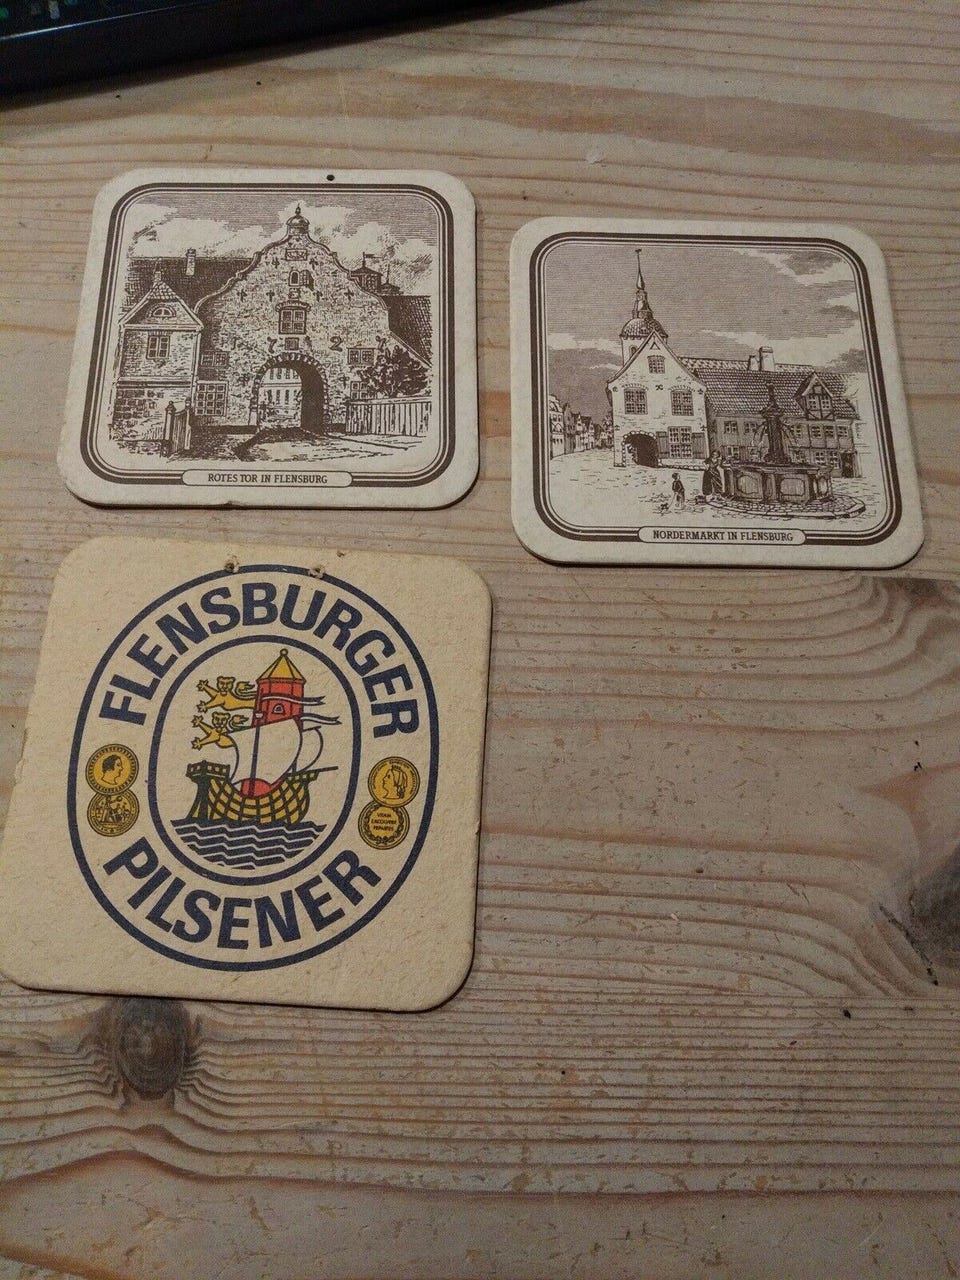 ROTES TOR IN FLENSBURG
NORDERMARKT IN FLENSBURG
FLENSBURGER
PILSENER